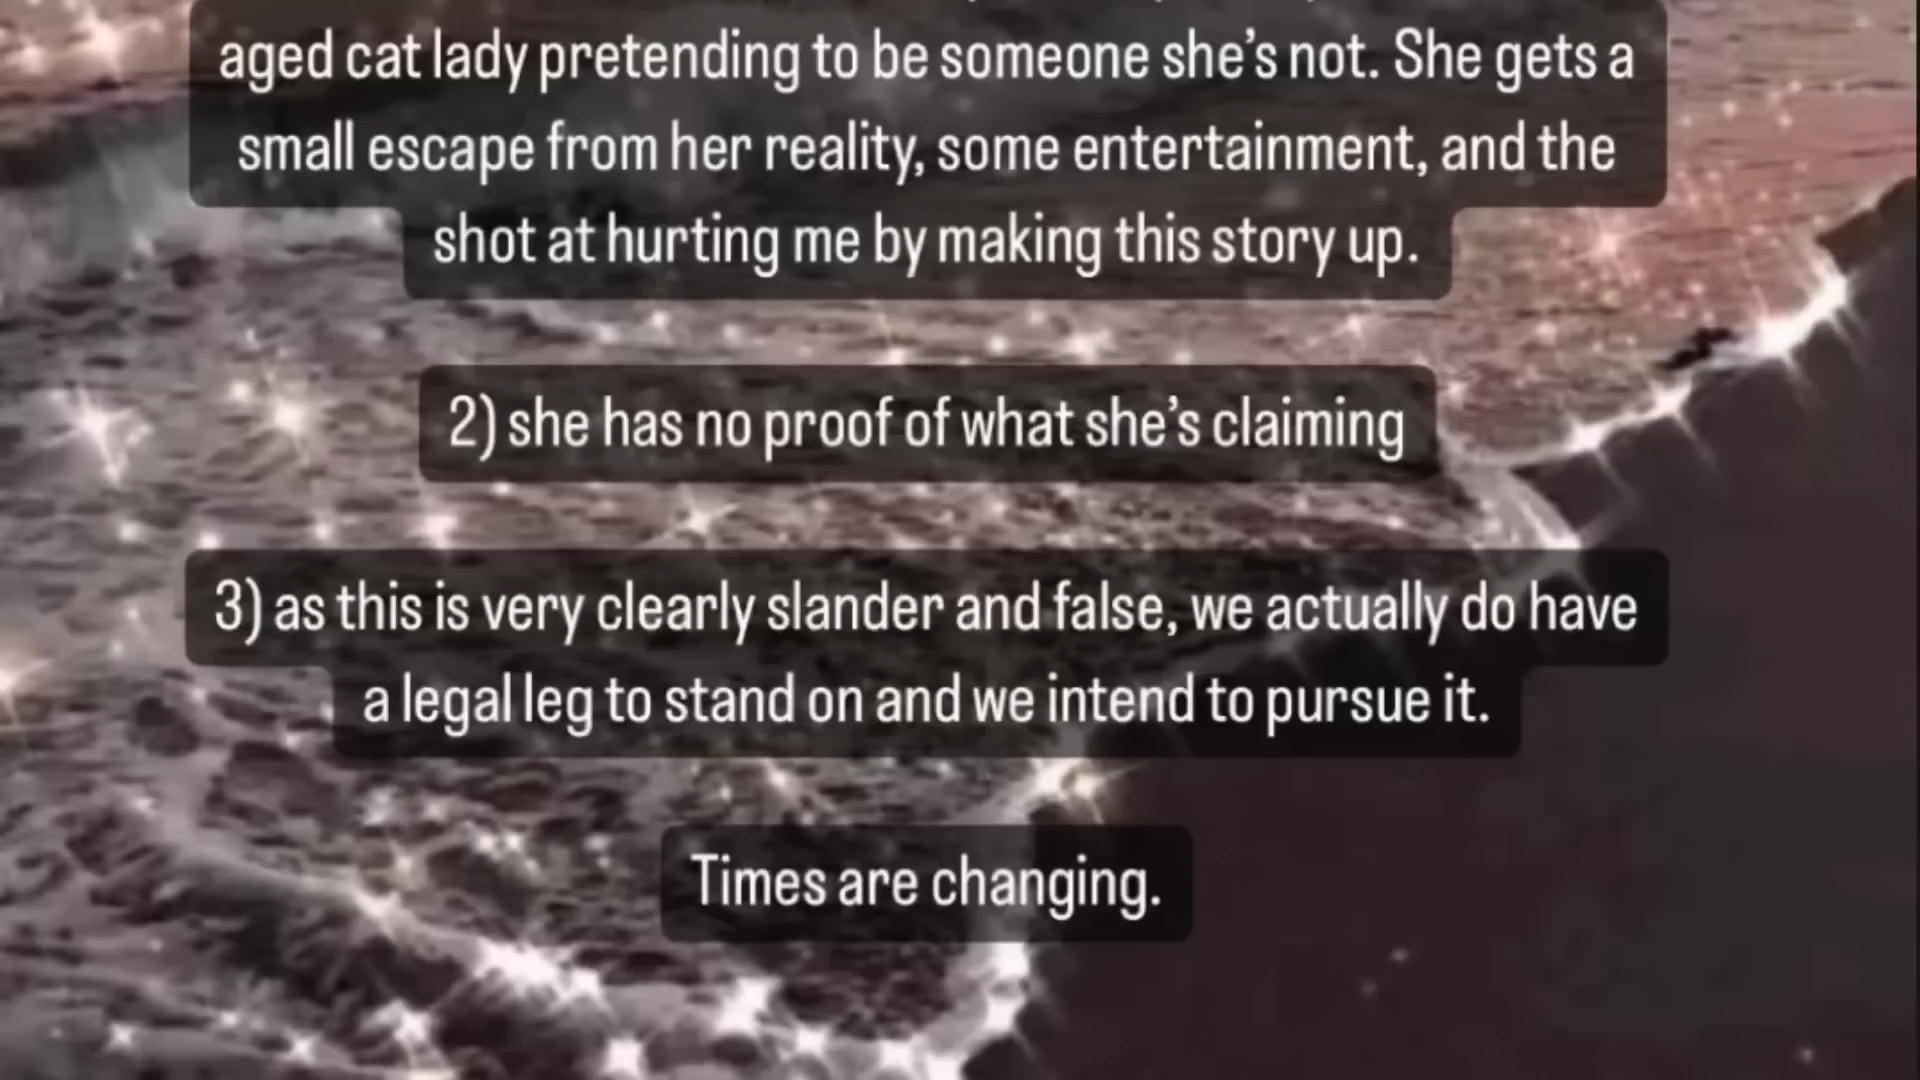 aged cat lady pretending to be someone she’s not. She gets a
small escape from her reality, some entertainment, and the
shot at hurting me by making this story up.
2) she has no proof of what she’s claiming
3) as this is very clearly slander and false, we actually do have
a legal leg to stand on and we intend to pursue it.
Times are changing.